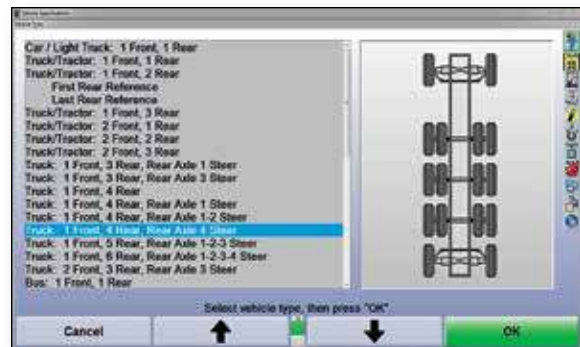 Vehicle Specifications
Vehicle Type
Car / Light Truck: 1 Front, 1 Rear
Truck/Tractor: 1 Front, 1 Rear
Truck/Tractor: 1 Front, 2 Rear
First Rear Reference
Last Rear Reference
Truck/Tractor: 1 Front, 3 Rear
Truck/Tractor: 2 Front, 1 Rear
Truck/Tractor: 2 Front, 2 Rear
Truck/Tractor: 2 Front, 3 Rear
Truck: 1 Front, 3 Rear, Rear Axle 1 Steer
Truck: 1 Front, 3 Rear, Rear Axle 3 Steer
Truck: 1 Front, 4 Rear
Truck: 1 Front, 4 Rear, Rear Axle 1 Steer
Truck: 1 Front, 4 Rear, Rear Axle 1-2 Steer
Truck: 1 Front, 4 Rear, Rear Axle 4 Steer
Truck: 1 Front, 5 Rear, Rear Axle 1-2-3 Steer
Truck: 1 Front, 6 Rear, Rear Axle 1-2-3-4 Steer
Truck: 2 Front, 3 Rear, Rear Axle 3 Steer
Bus: 1 Front, 1 Rear
Select vehicle type, then press "OK"
Cancel
OK